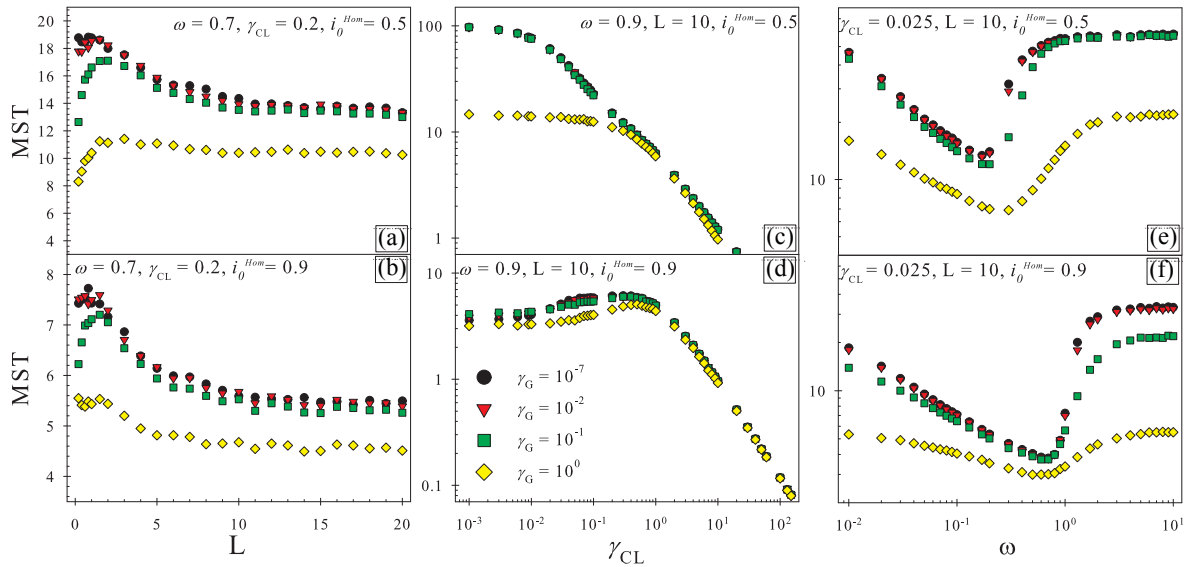 ω = 0.7, γCL = 0.2, i0Hom = 0.5
MST
20
18
16
14
12
10
8
6
4
(a)
ω = 0.9, L = 10, i0Hom = 0.5
100
10
1
(c)
γCL = 0.025, L = 10, i0Hom = 0.5
10
(e)
ω = 0.7, γCL = 0.2, i0Hom = 0.9
(b)
MST
8
7
6
5
4
0 5 10 15 20
L
ω = 0.9, L = 10, i0Hom = 0.9
(d)
10
1
0.1
γG = 10-7
γG = 10-2
γG = 10-1
γG = 100
10-3 10-2 10-1 100 101 102
γCL
γCL = 0.025, L = 10, i0Hom = 0.9
(f)
10
10-2 10-1 100 101
ω